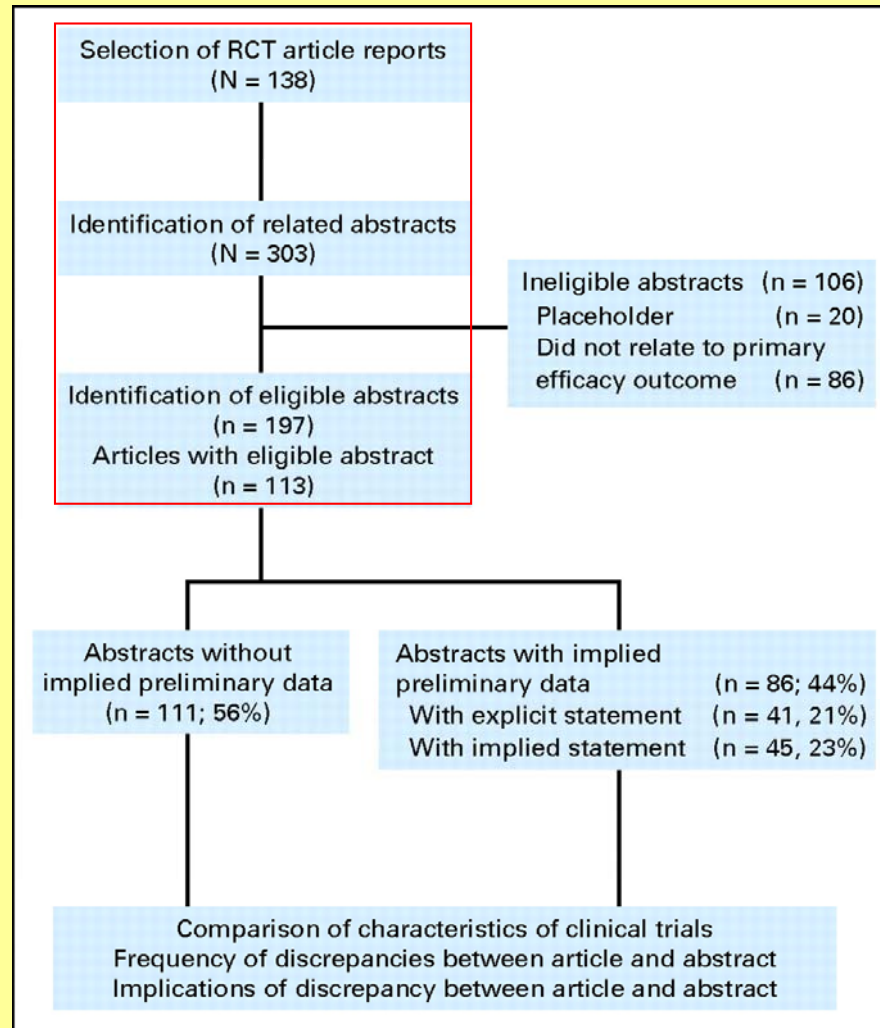 Selection of RCT article reports
(N = 138)
Identification of related abstracts
(N = 303)
Ineligible abstracts (n = 106)
Placeholder (n = 20)
Did not relate to primary
efficacy outcome (n = 86)
Identification of eligible abstracts
(n = 197)
Articles with eligible abstract
(n = 113)
Abstracts without
implied preliminary data
(n = 111; 56%)
Abstracts with implied
preliminary data (n = 86; 44%)
With explicit statement (n = 41, 21%)
With implied statement (n = 45, 23%)
Comparison of characteristics of clinical trials
Frequency of discrepancies between article and abstract
Implications of discrepancy between article and abstract